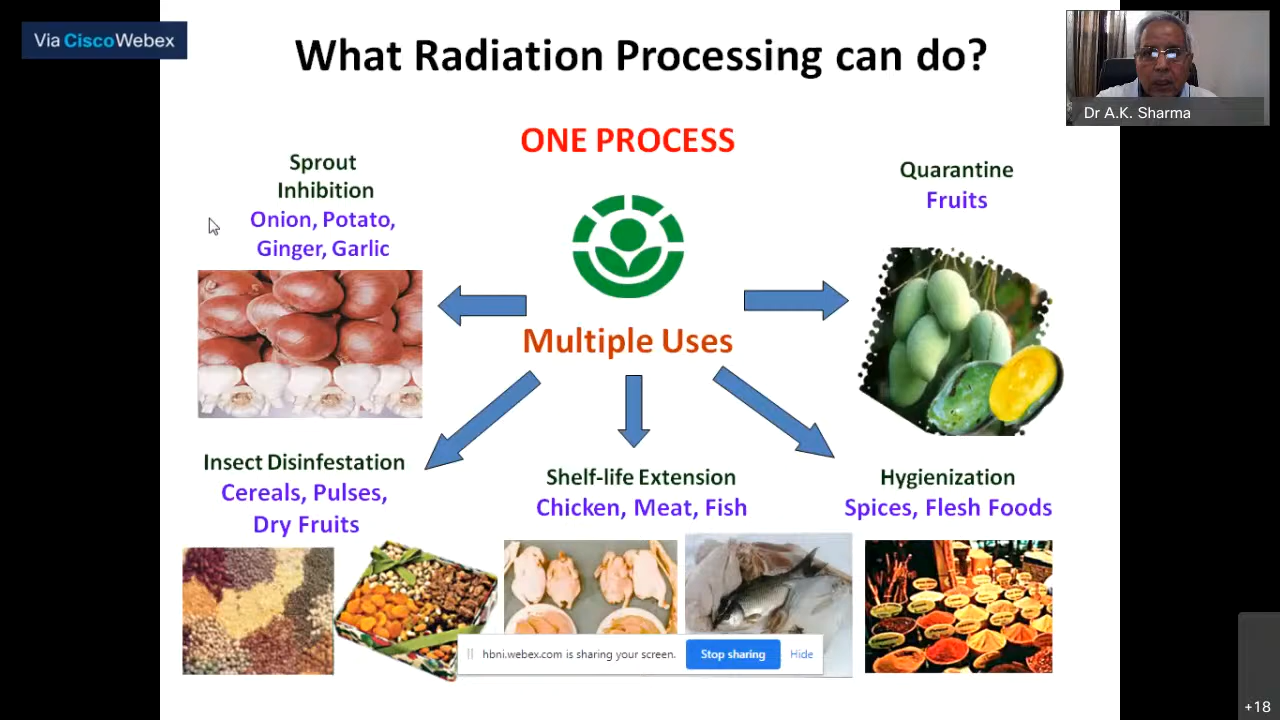 Via Cisco Webex
What Radiation Processing can do?
Dr A.K. Sharma
ONE PROCESS
Sprout
Inhibition
Onion, Potato,
Ginger, Garlic
Quarantine
Fruits
Multiple Uses
Insect Disinfestation
Cereals, Pulses,
Dry Fruits
Shelf-life Extension
Chicken, Meat, Fish
Hygienization
Spices, Flesh Foods
hbni.webex.com is sharing your screen.
Stop sharing
Hide
+18